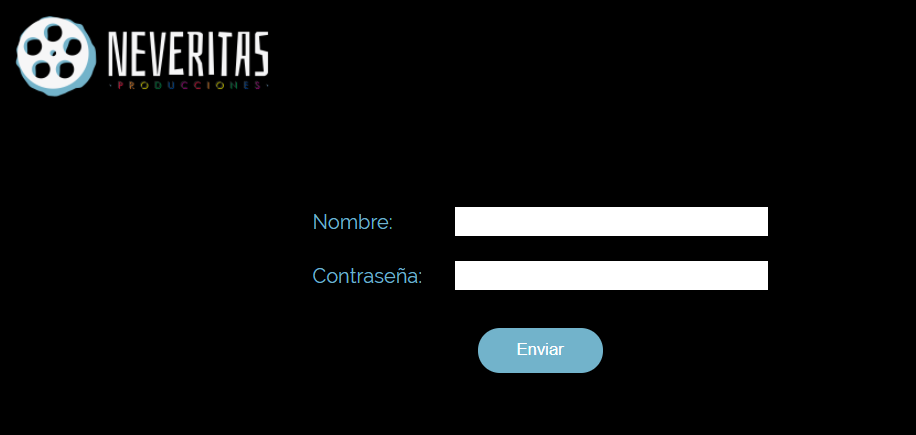 NEVERITAS
· PRODUCCIONES ·
Nombre:
Contraseña:
Enviar